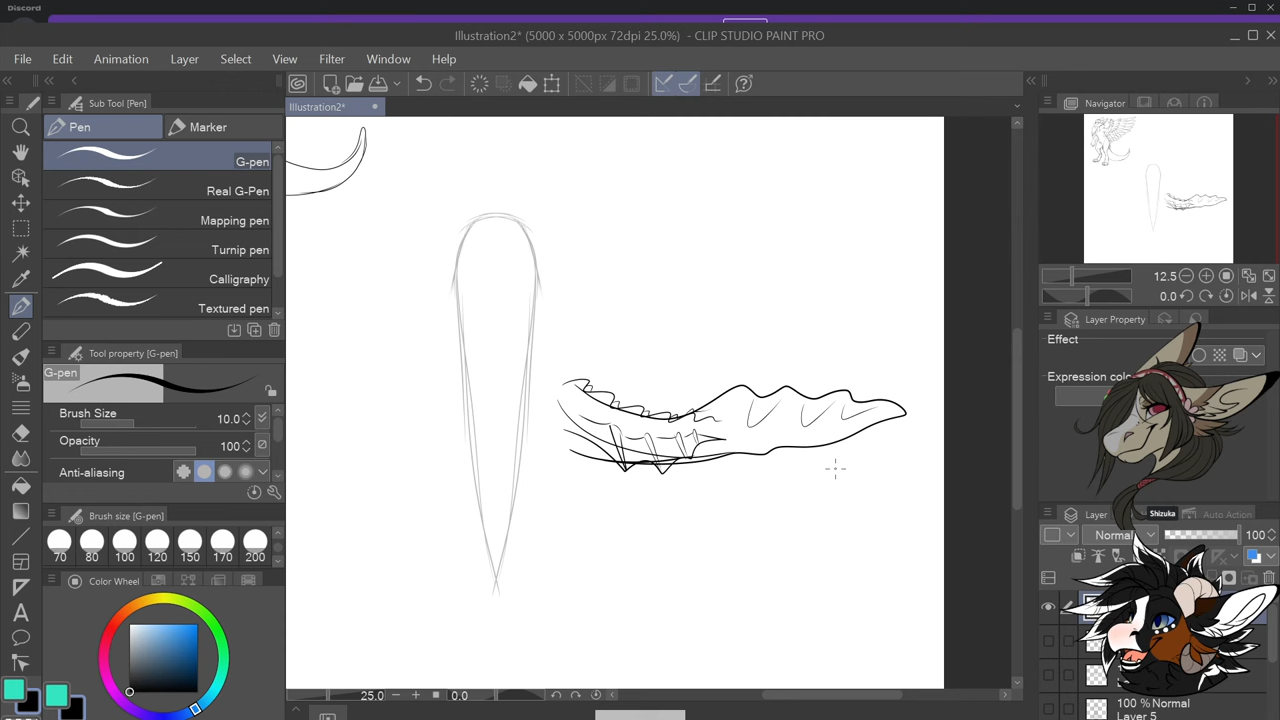 Discord
Illustration2* (5000 x 5000px 72dpi 25.0%) - CLIP STUDIO PAINT PRO
File Edit Animation Layer Select View Filter Window Help
Sub Tool [Pen]
Pen Marker
G-pen
Real G-Pen
Mapping pen
Turnip pen
Calligraphy
Textured pen
Tool property [G-pen]
G-pen
Brush Size 10.0
Opacity 100
Anti-aliasing
Brush size [G-pen]
70 80 100 120 150 170 200
Color Wheel
Illustration2*
25.0 0.0
Navigator
12.5
0.0
Layer Property
Effect
Expression colo
Layer Shizuka Auto Action
Normal 100
100 % Normal
Layer 5